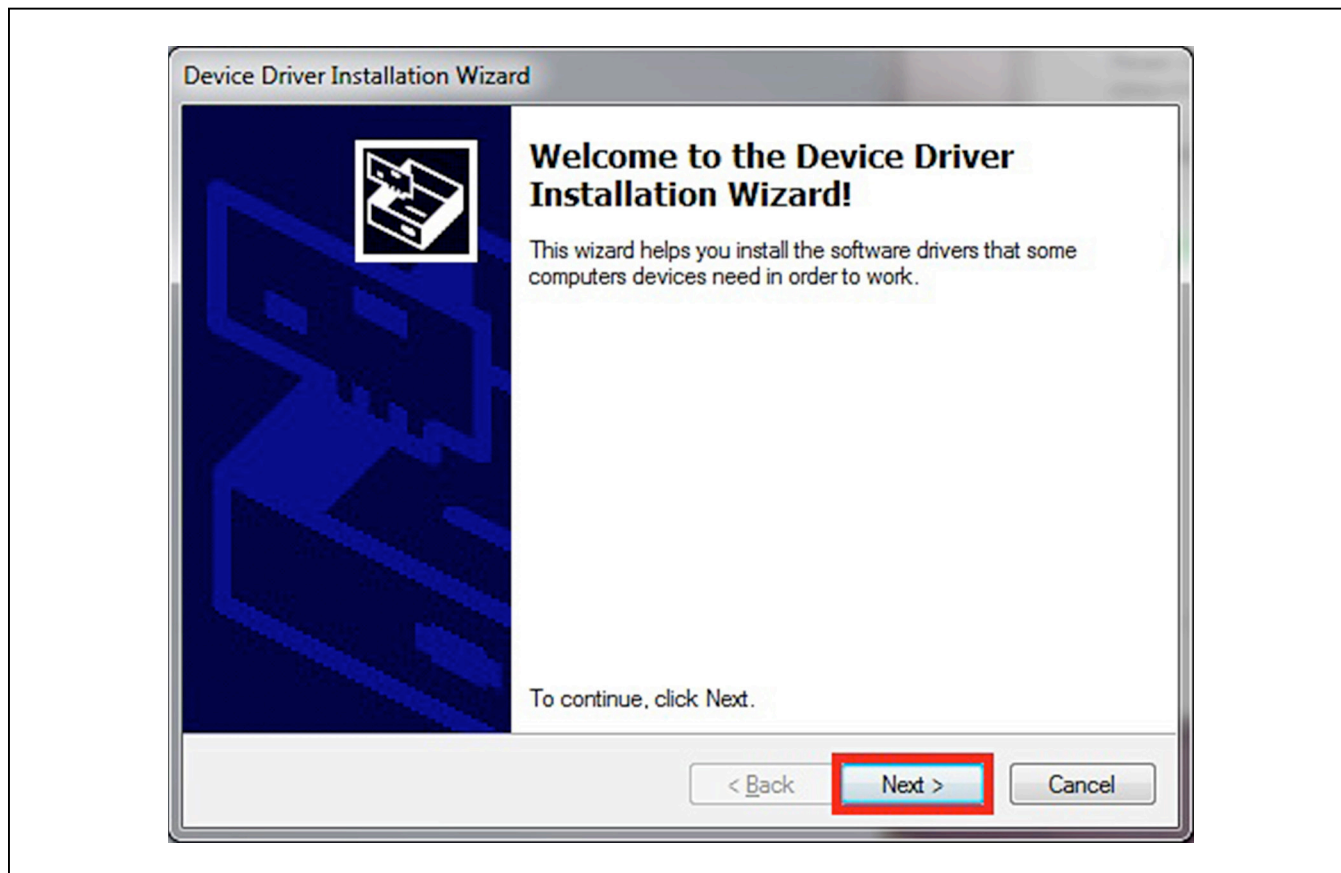 Device Driver Installation Wizard
Welcome to the Device Driver
Installation Wizard!
This wizard helps you install the software drivers that some
computers devices need in order to work.
To continue, click Next.
< Back
Next >
Cancel